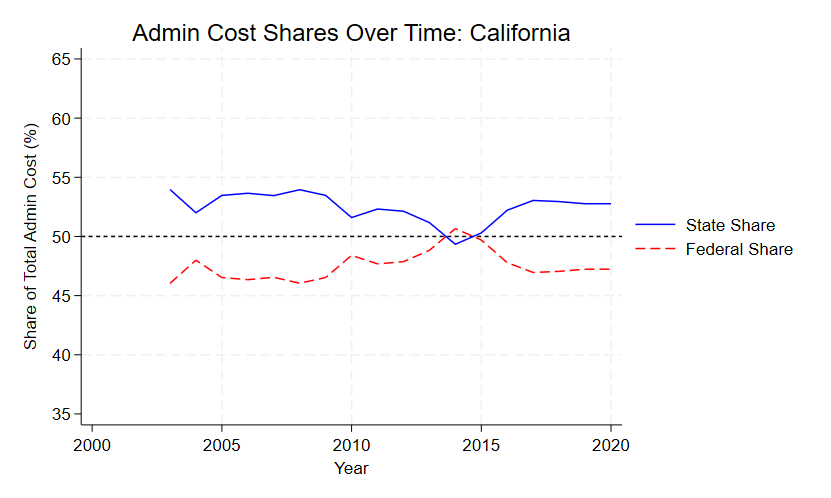 Admin Cost Shares Over Time: California
Share of Total Admin Cost (%)
65
60
55
50
45
40
35
2000
2005
2010
2015
2020
Year
State Share
Federal Share